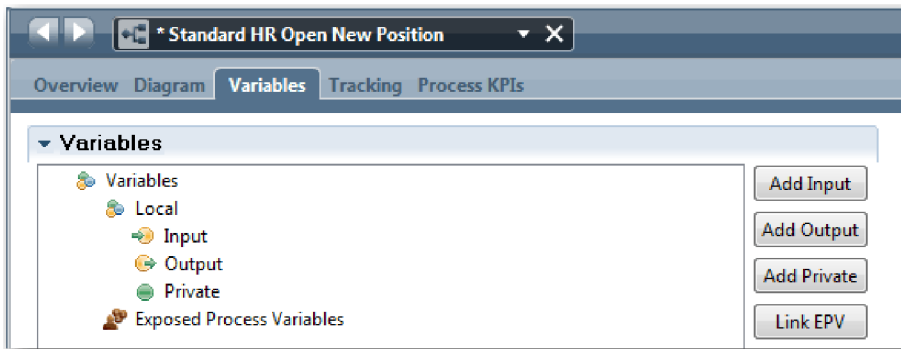 * Standard HR Open New Position
Overview Diagram Variables Tracking Process KPIs
Variables
Variables
Add Input
Local
Input
Add Output
Output
Add Private
Private
Exposed Process Variables
Link EPV